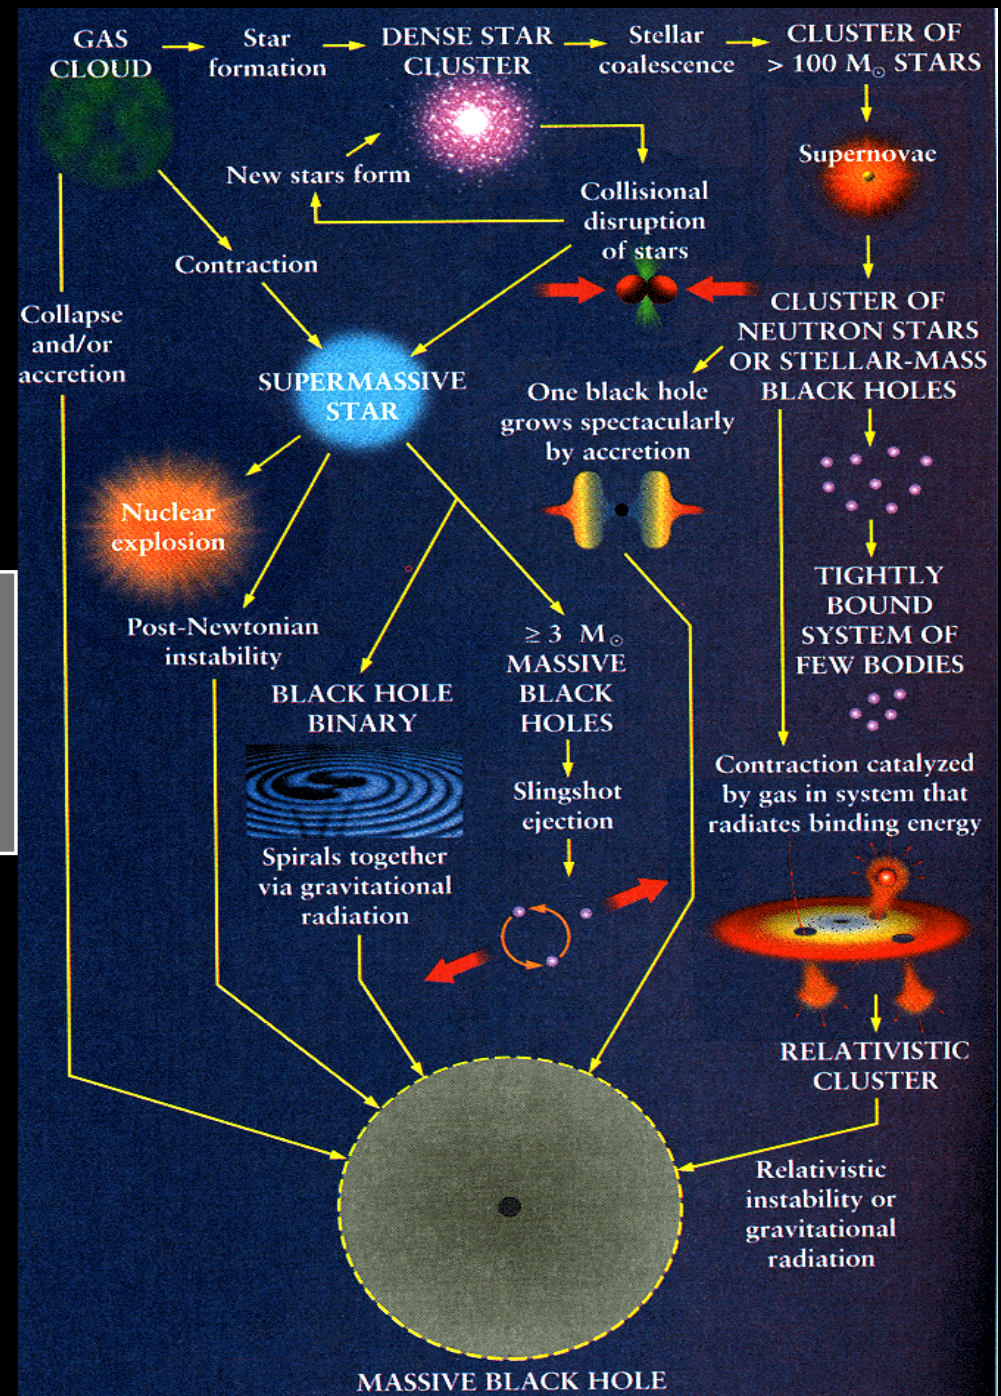 GAS
CLOUD
Star
formation
DENSE STAR
CLUSTER
Stellar
coalescence
CLUSTER OF
> 100 M☉ STARS
Supernovae
New stars form
Collisional
disruption
of stars
Contraction
Collapse
and/or
accretion
SUPERMASSIVE
STAR
CLUSTER OF
NEUTRON STARS
OR STELLAR-MASS
BLACK HOLES
One black hole
grows spectacularly
by accretion
Nuclear
explosion
Post-Newtonian
instability
BLACK HOLE
BINARY
≥ 3 M☉
MASSIVE
BLACK
HOLES
TIGHTLY
BOUND
SYSTEM OF
FEW BODIES
Slingshot
ejection
Contraction catalyzed
by gas in system that
radiates binding energy
Spirals together
via gravitational
radiation
RELATIVISTIC
CLUSTER
Relativistic
instability or
gravitational
radiation
MASSIVE BLACK HOLE